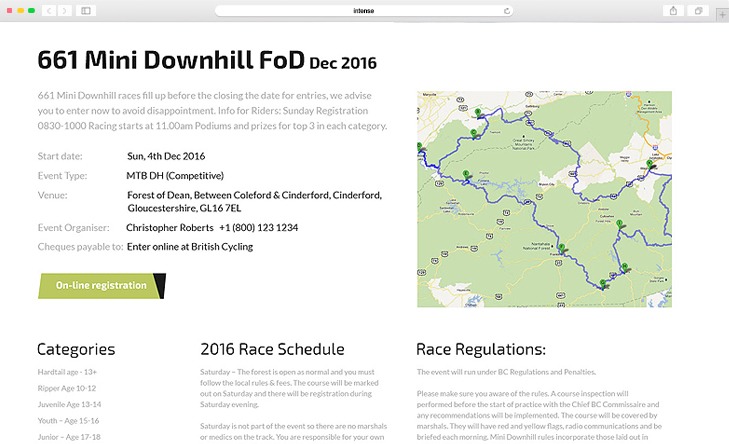 intense
661 Mini Downhill FoD Dec 2016
661 Mini Downhill races fill up before the closing the date for entries, we advise
you to enter now to avoid disappointment. Info for Riders: Sunday Registration
0830-1000 Racing starts at 11.00am Podiums and prizes for top 3 in each category.
Start date: Sun, 4th Dec 2016
Event Type: MTB DH (Competitive)
Venue: Forest of Dean, Between Coleford & Cinderford, Cinderford,
Gloucestershire, GL16 7EL
Event Organiser: Christopher Roberts +1 (800) 123 1234
Cheques payable to: Enter online at British Cycling
On-line registration
Categories
Hardtail age - 13+
Ripper Age 10-12
Juvenile Age 13-14
Youth – Age 15-16
Junior – Age 17-18
2016 Race Schedule
Saturday – The forest is open as normal and you must
follow the local rules & fees. The course will be marked
out on Saturday and there will be registration during
Saturday evening.
Saturday is not part of the event so there are no marshals
or medics on the track. You are responsible for your own
Race Regulations:
The event will run under BC Regulations and Penalties.
Please make sure you aware of the rules. A course inspection will
performed before the start of practice with the Chief BC Commissaire and
any recommendations will be implemented. The course will be covered by
marshals. They will have red and yellow flags, radio communications and be
briefed each morning. Mini Downhill rules incorporate those laid out in